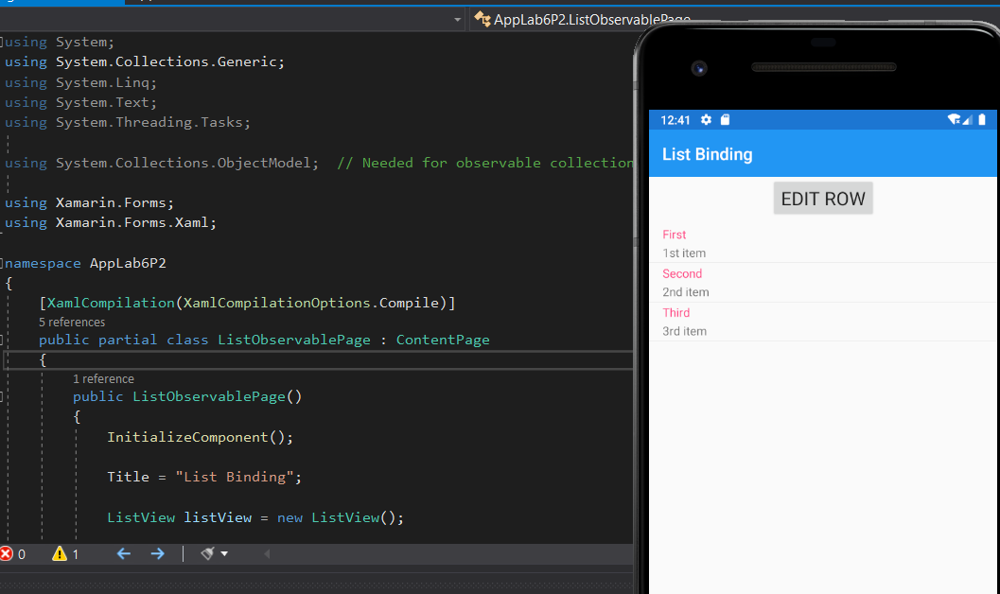 AppLab6P2.ListObservablePage
using System;
using System.Collections.Generic;
using System.Linq;
using System.Text;
using System.Threading.Tasks;
using System.Collections.ObjectModel;  // Needed for observable collection
using Xamarin.Forms;
using Xamarin.Forms.Xaml;
namespace AppLab6P2
{
[XamlCompilation(XamlCompilationOptions.Compile)]
5 references
public partial class ListObservablePage : ContentPage
{
1 reference
public ListObservablePage()
{
InitializeComponent();
Title = "List Binding";
ListView listView = new ListView();
0 1
12:41
List Binding
EDIT ROW
First
1st item
Second
2nd item
Third
3rd item